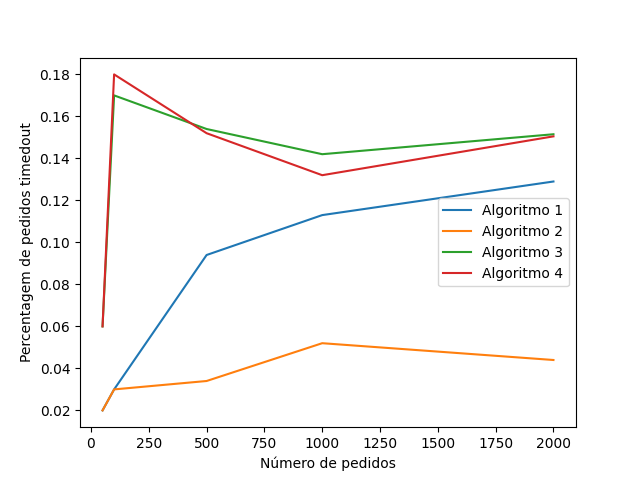 0.18
0.16
0.14
0.12
0.10
0.08
0.06
0.04
0.02
Percentagem de pedidos timedout
Algoritmo 1
Algoritmo 2
Algoritmo 3
Algoritmo 4
0 250 500 750 1000 1250 1500 1750 2000
Número de pedidos